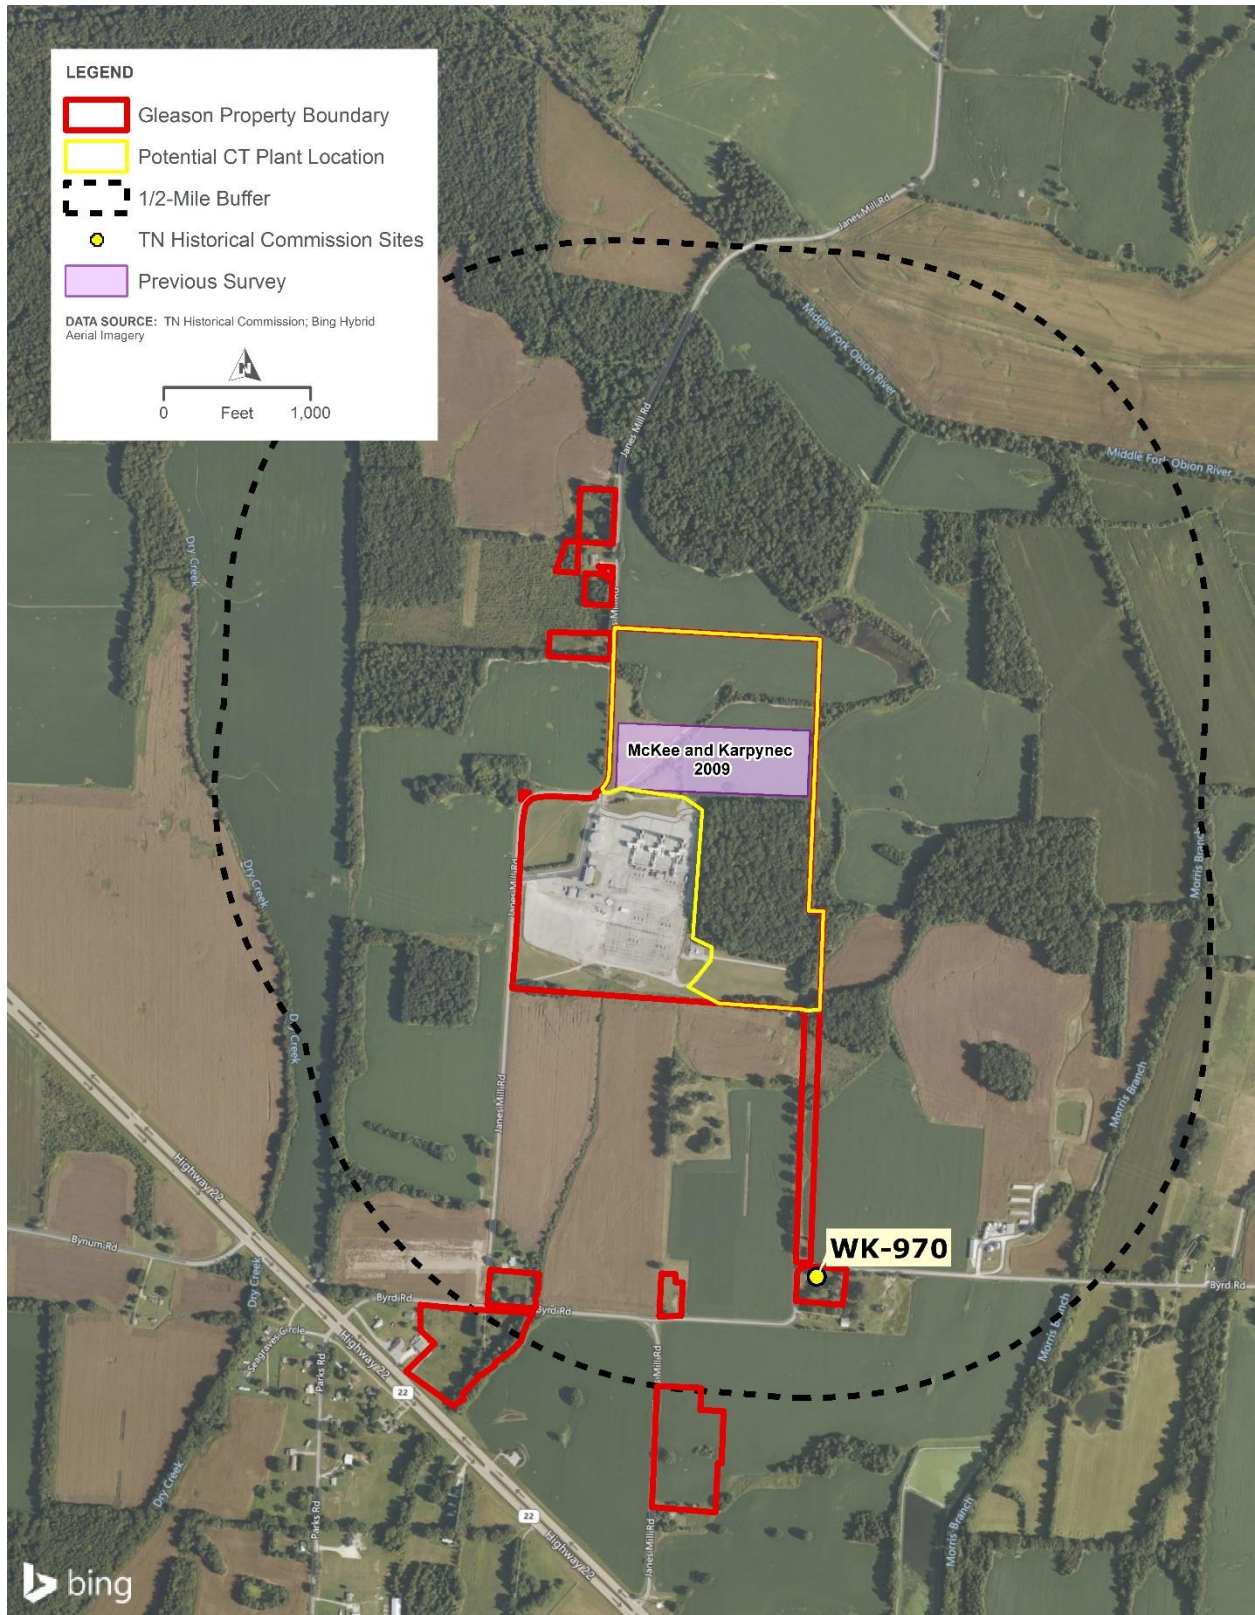 LEGEND
Gleason Property Boundary
Potential CT Plant Location
1/2-Mile Buffer
TN Historical Commission Sites
Previous Survey
DATA SOURCE: TN Historical Commission; Bing Hybrid
Aerial Imagery
N
0 Feet 1,000
Janes Mill Rd
Middle Fork Obion River
Janes Mill Rd
Middle Fork Obion River
Dry Creek
McKee and Karpynec
2009
Janes Mill Rd
Morris Branch
Dry Creek
Dry Creek
Janes Mill Rd
Morris Branch
Highway 22
Bynum Rd
WK-970
Dry Creek
Byrd Rd
Byrd Rd
Byrd Rd
Seagraves Circle
Highway 22
Parks Rd
Morris Branch
22
Dry Creek
Parks Rd
22
Highway 22
Janes Mill Rd
Morris Branch
bing